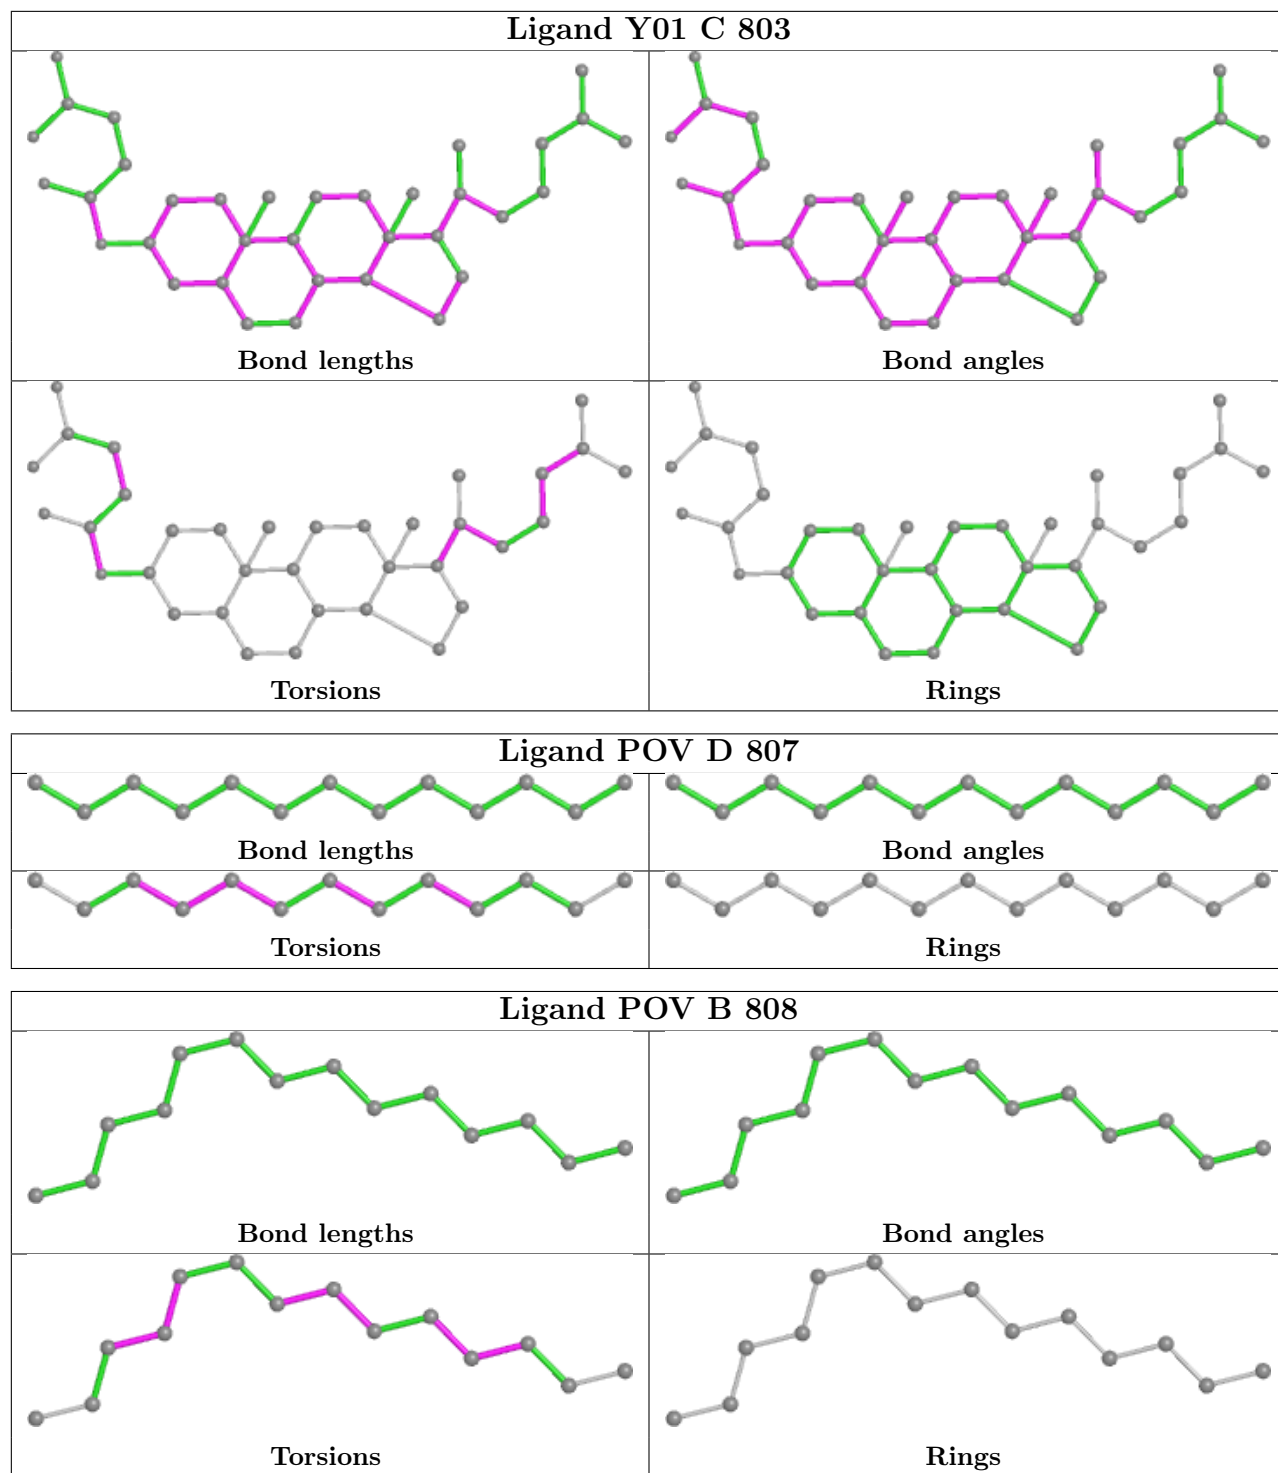 Ligand Y01 C 803
Bond lengths
Bond angles
Torsions
Rings
Ligand POV D 807
Bond lengths
Bond angles
Torsions
Rings
Ligand POV B 808
Bond lengths
Bond angles
Torsions
Rings